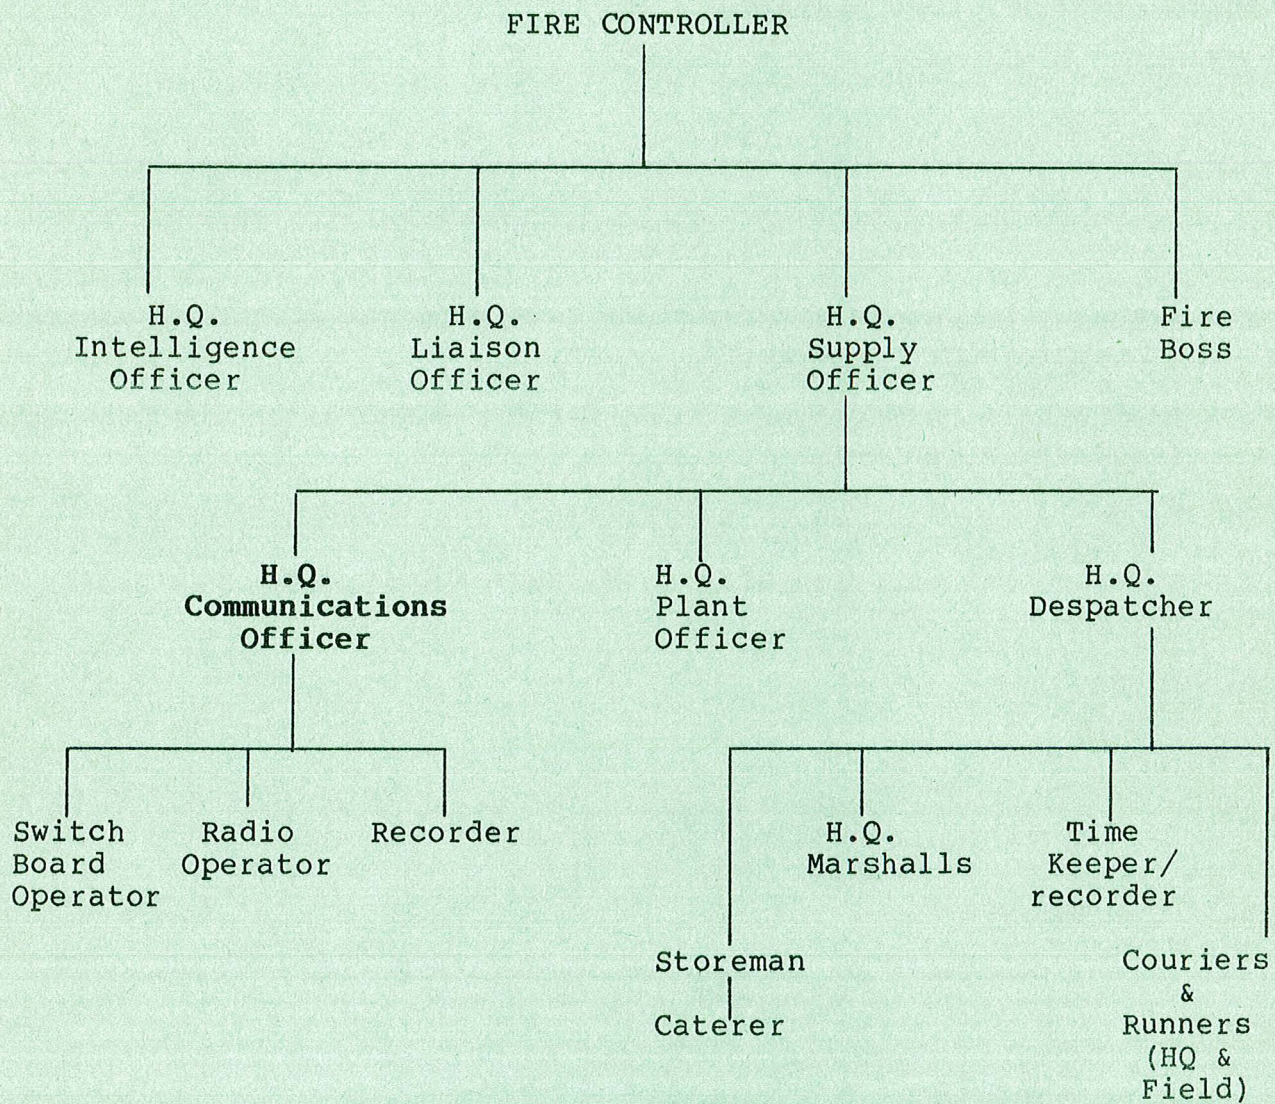 FIRE CONTROLLER
H.Q.
Intelligence
Officer
H.Q.
Liaison
Officer
H.Q.
Supply
Officer
Fire
Boss
H.Q.
Communications
Officer
H.Q.
Plant
Officer
H.Q.
Despatcher
Switch
Board
Operator
Radio
Operator
Recorder
H.Q.
Marshalls
Time
Keeper/
recorder
Storeman
Caterer
Couriers
&
Runners
(HQ &
Field)